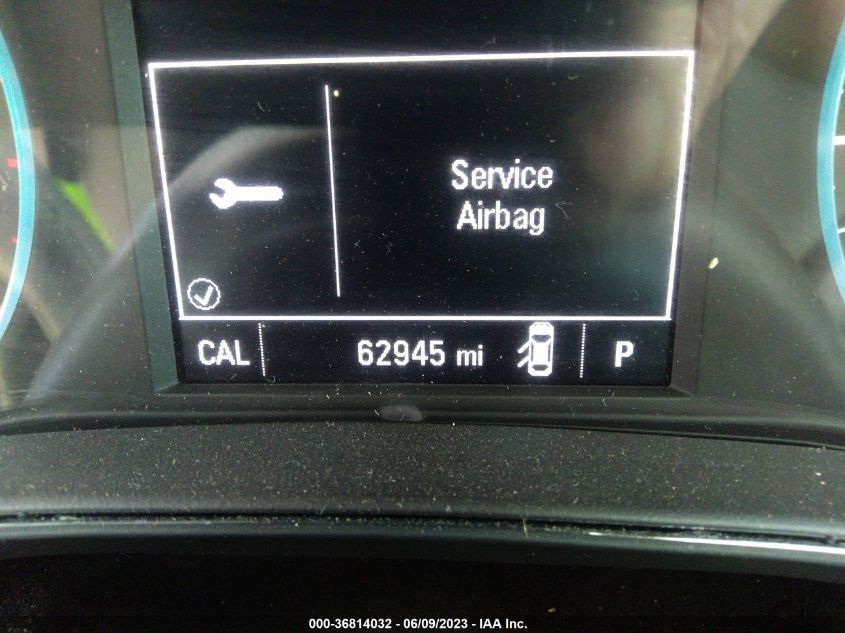 Service
Airbag
CAL 62945 mi P
000-36814032 - 06/09/2023 - IAA Inc.